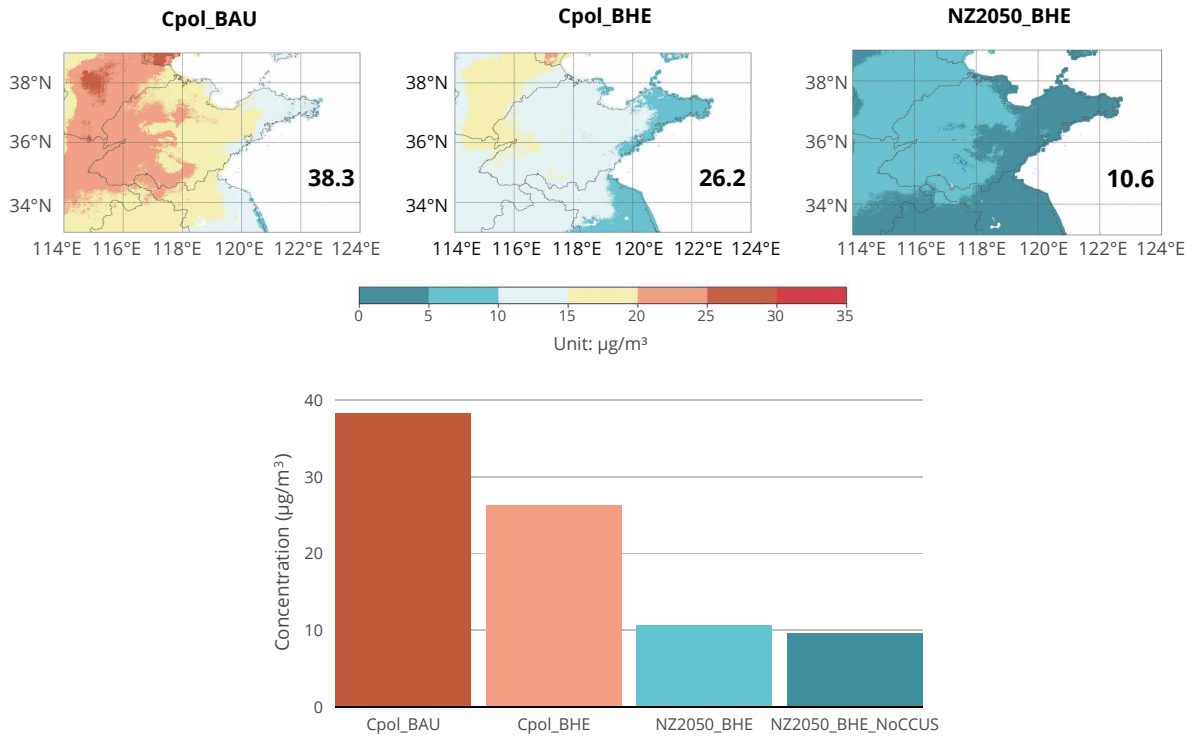 Cpol_BAU Cpol_BHE NZ2050_BHE
38°N 38°N 38°N
36°N 36°N 36°N
38.3 26.2 10.6
34°N 34°N 34°N
114°E 116°E 118°E 120°E 122°E 124°E 114°E 116°E 118°E 120°E 122°E 124°E 114°E 116°E 118°E 120°E 122°E 124°E
0 5 10 15 20 25 30 35
Unit: µg/m³
Concentration (µg/m³)
40
30
20
10
0
Cpol_BAU Cpol_BHE NZ2050_BHE NZ2050_BHE_NoCCUS